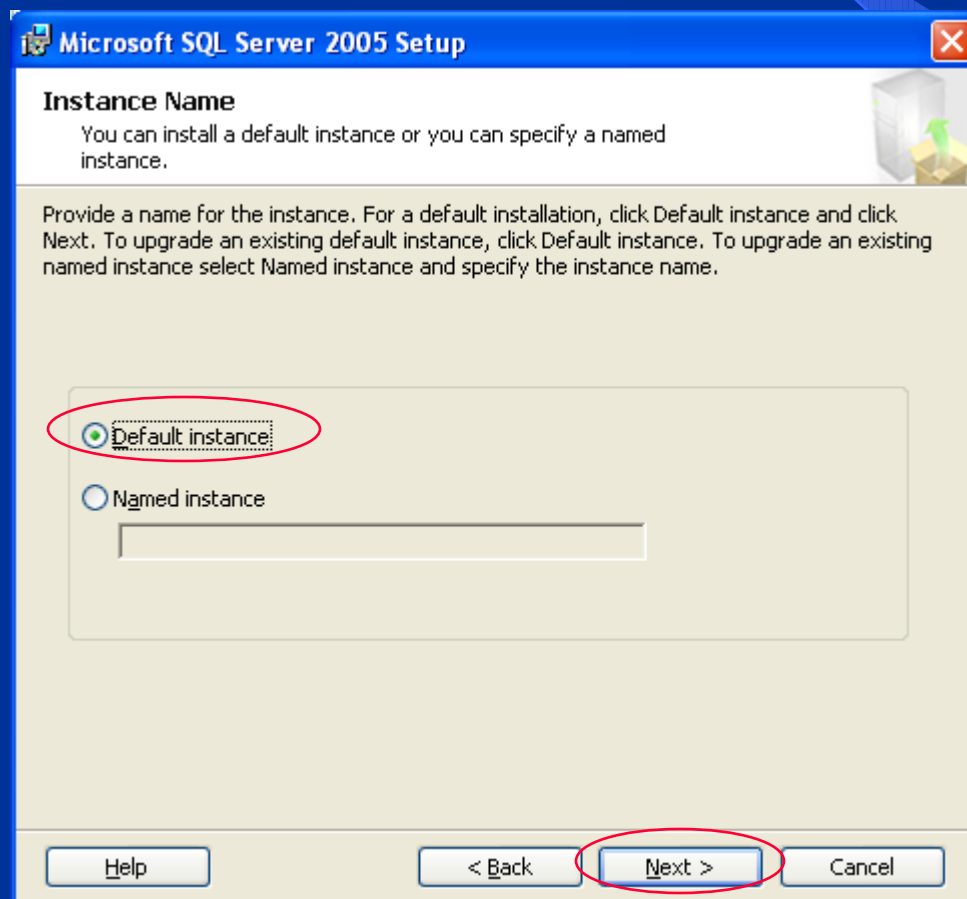 Microsoft SQL Server 2005 Setup
Instance Name
You can install a default instance or you can specify a named
instance.
Provide a name for the instance. For a default installation, click Default instance and click
Next. To upgrade an existing default instance, click Default instance. To upgrade an existing
named instance select Named instance and specify the instance name.
Default instance
Named instance
Help
< Back
Next >
Cancel